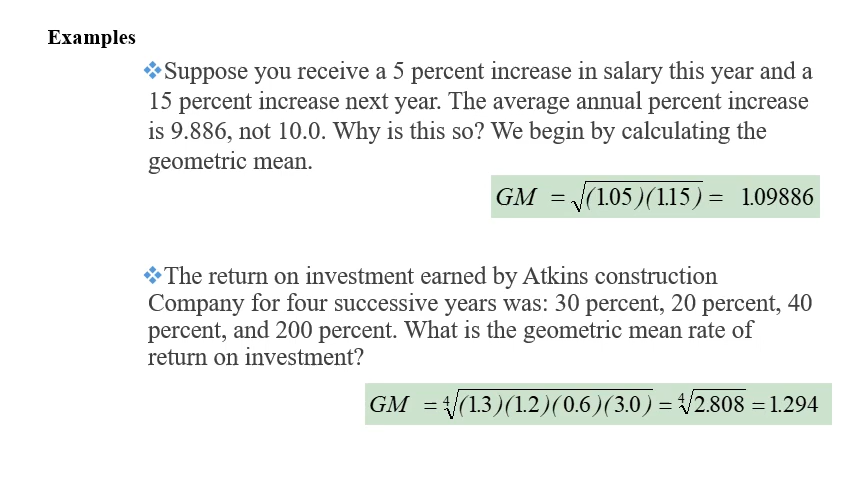 Examples
❖Suppose you receive a 5 percent increase in salary this year and a
15 percent increase next year. The average annual percent increase
is 9.886, not 10.0. Why is this so? We begin by calculating the
geometric mean.
GM = √(1.05)(1.15) = 1.09886
❖The return on investment earned by Atkins construction
Company for four successive years was: 30 percent, 20 percent, 40
percent, and 200 percent. What is the geometric mean rate of
return on investment?
GM = ⁴√(1.3)(1.2)(0.6)(3.0) = ⁴√2.808 = 1.294